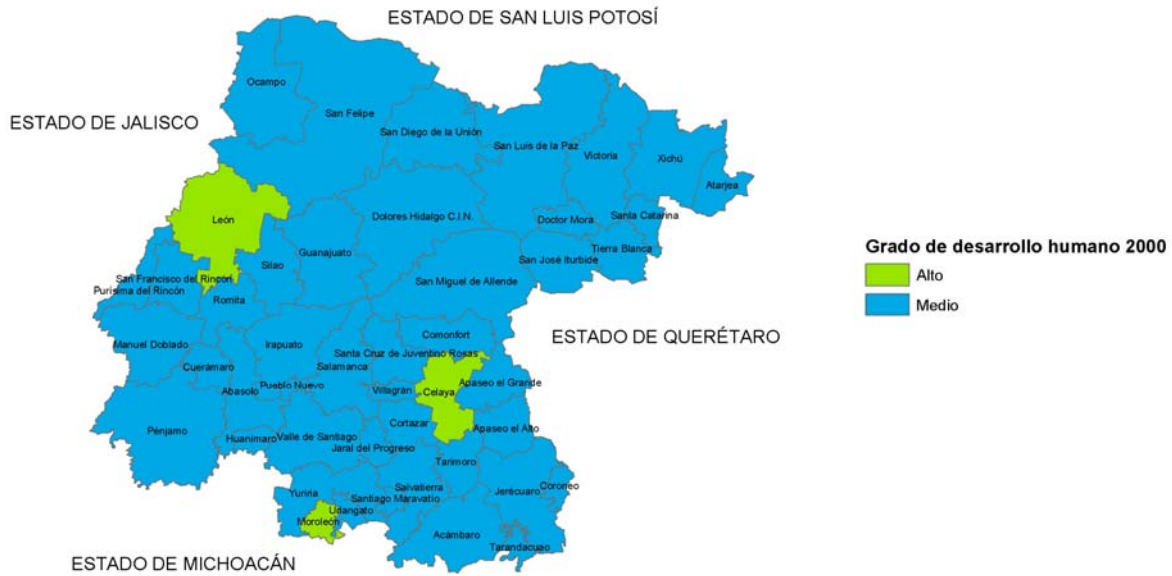 ESTADO DE SAN LUIS POTOSÍ
Ocampo
San Felipe
ESTADO DE JALISCO
San Diego de la Unión
San Luis de la Paz
Victoria
Xichú
Atarjea
León
Dolores Hidalgo C.I.N.
Doctor Mora
Santa Catarina
Guanajuato
Tierra Blanca
San José Iturbide
Silao
San Francisco del Rincón
San Miguel de Allende
Purísima del Rincón
Romita
Grado de desarrollo humano 2000
Alto
Medio
ESTADO DE QUERÉTARO
Comonfort
Manuel Doblado
Irapuato
Santa Cruz de Juventino Rosas
Cuerámaro
Salamanca
Abasolo
Pueblo Nuevo
Villagrán
Celaya
Apaseo el Grande
Pénjamo
Cortazar
Apaseo el Alto
Huanímaro
Valle de Santiago
Jaral del Progreso
Tarimoro
Salvatierra
Jerécuaro
Coroneo
Yuriria
Santiago Maravatío
Uriangato
Moroleón
Acámbaro
Tarandacuao
ESTADO DE MICHOACÁN